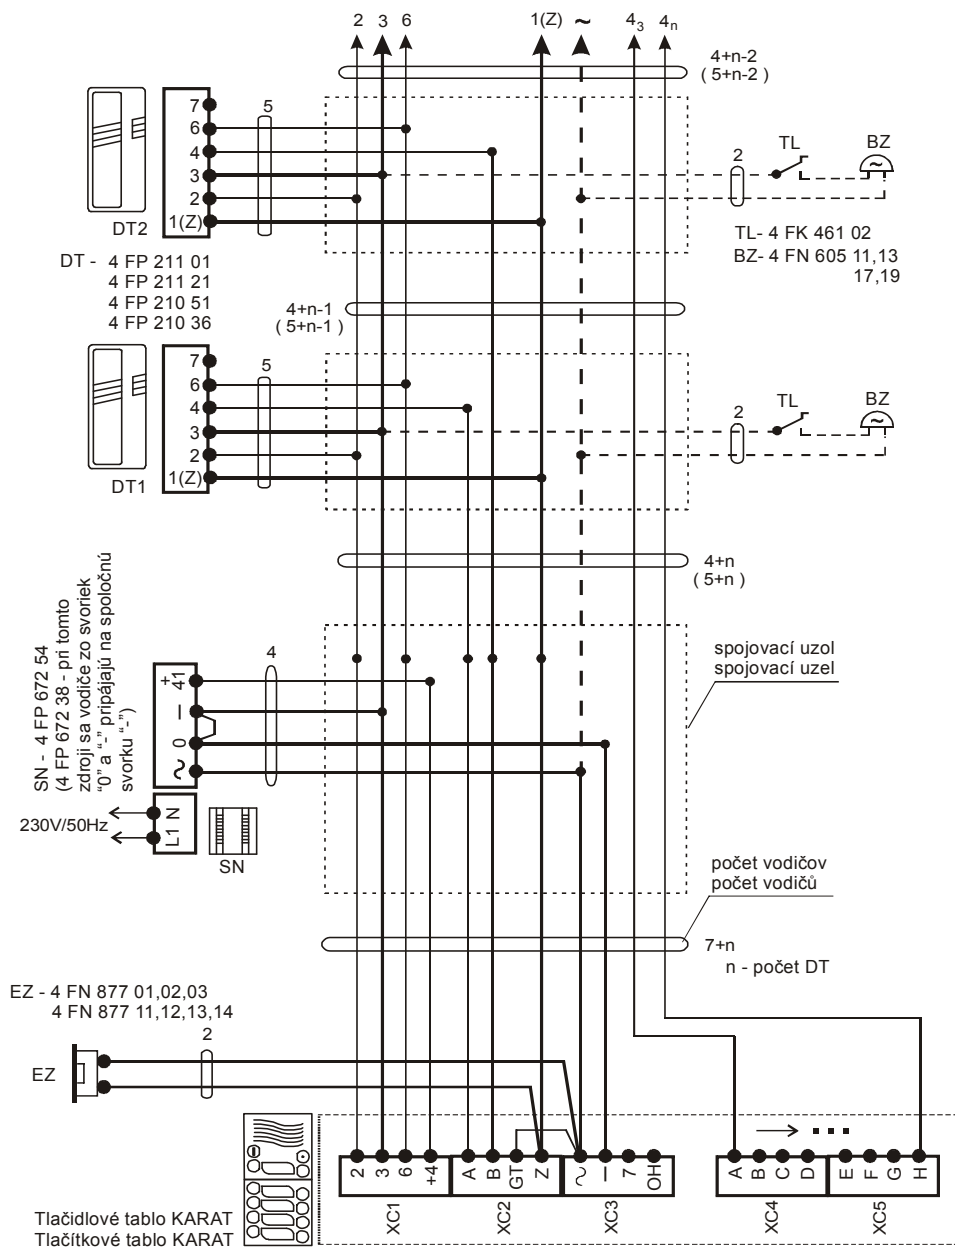 2 3 6 1(Z) ~ 4₃ 4ₙ
4+n-2
( 5+n-2 )
7
6
4
3
2
1(Z)
5
DT2
2
TL
BZ
~
TL- 4 FK 461 02
BZ- 4 FN 605 11,13
17,19
DT - 4 FP 211 01
4 FP 211 21
4 FP 210 51
4 FP 210 36
4+n-1
( 5+n-1 )
7
6
4
3
2
1(Z)
5
DT1
2
TL
BZ
~
4+n
( 5+n )
SN - 4 FP 672 54
(4 FP 672 38 - pri tomto
zdroji sa vodiče zo svoriek
“0” a “-” pripájajú na spoločnú
svorku “-”)
+
41
—
0
~
4
L1 N
230V/50Hz
SN
spojovací uzol
spojovací uzel
počet vodičov
počet vodičů
7+n
n - počet DT
EZ - 4 FN 877 01,02,03
4 FN 877 11,12,13,14
2
EZ
2 3 6 +4 A B GT Z ~ — 7 OH A B C D E F G H
XC1 XC2 XC3 XC4 XC5
Tlačidlové tablo KARAT
Tlačítkové tablo KARAT